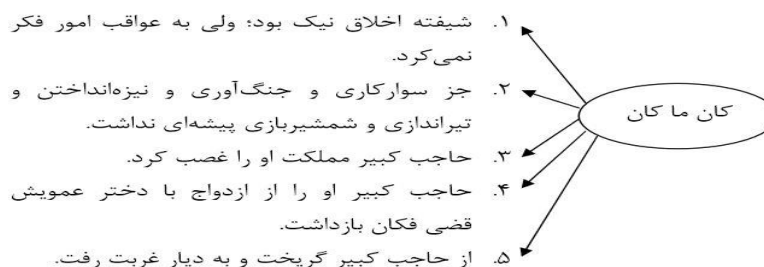 کان ما کان
۱. شیفته اخلاق نیک بود؛ ولی به عواقب امور فکر
نمی‌کرد.
۲. جز سوارکاری و جنگ‌آوری و نیزه‌انداختن و
تیراندازی و شمشیربازی پیشه‌ای نداشت.
۳. حاجب کبیر مملکت او را غصب کرد.
۴. حاجب کبیر او را از ازدواج با دختر عمویش
قضی فکان بازداشت.
۵. از حاجب کبیر گریخت و به دیار غربت رفت.